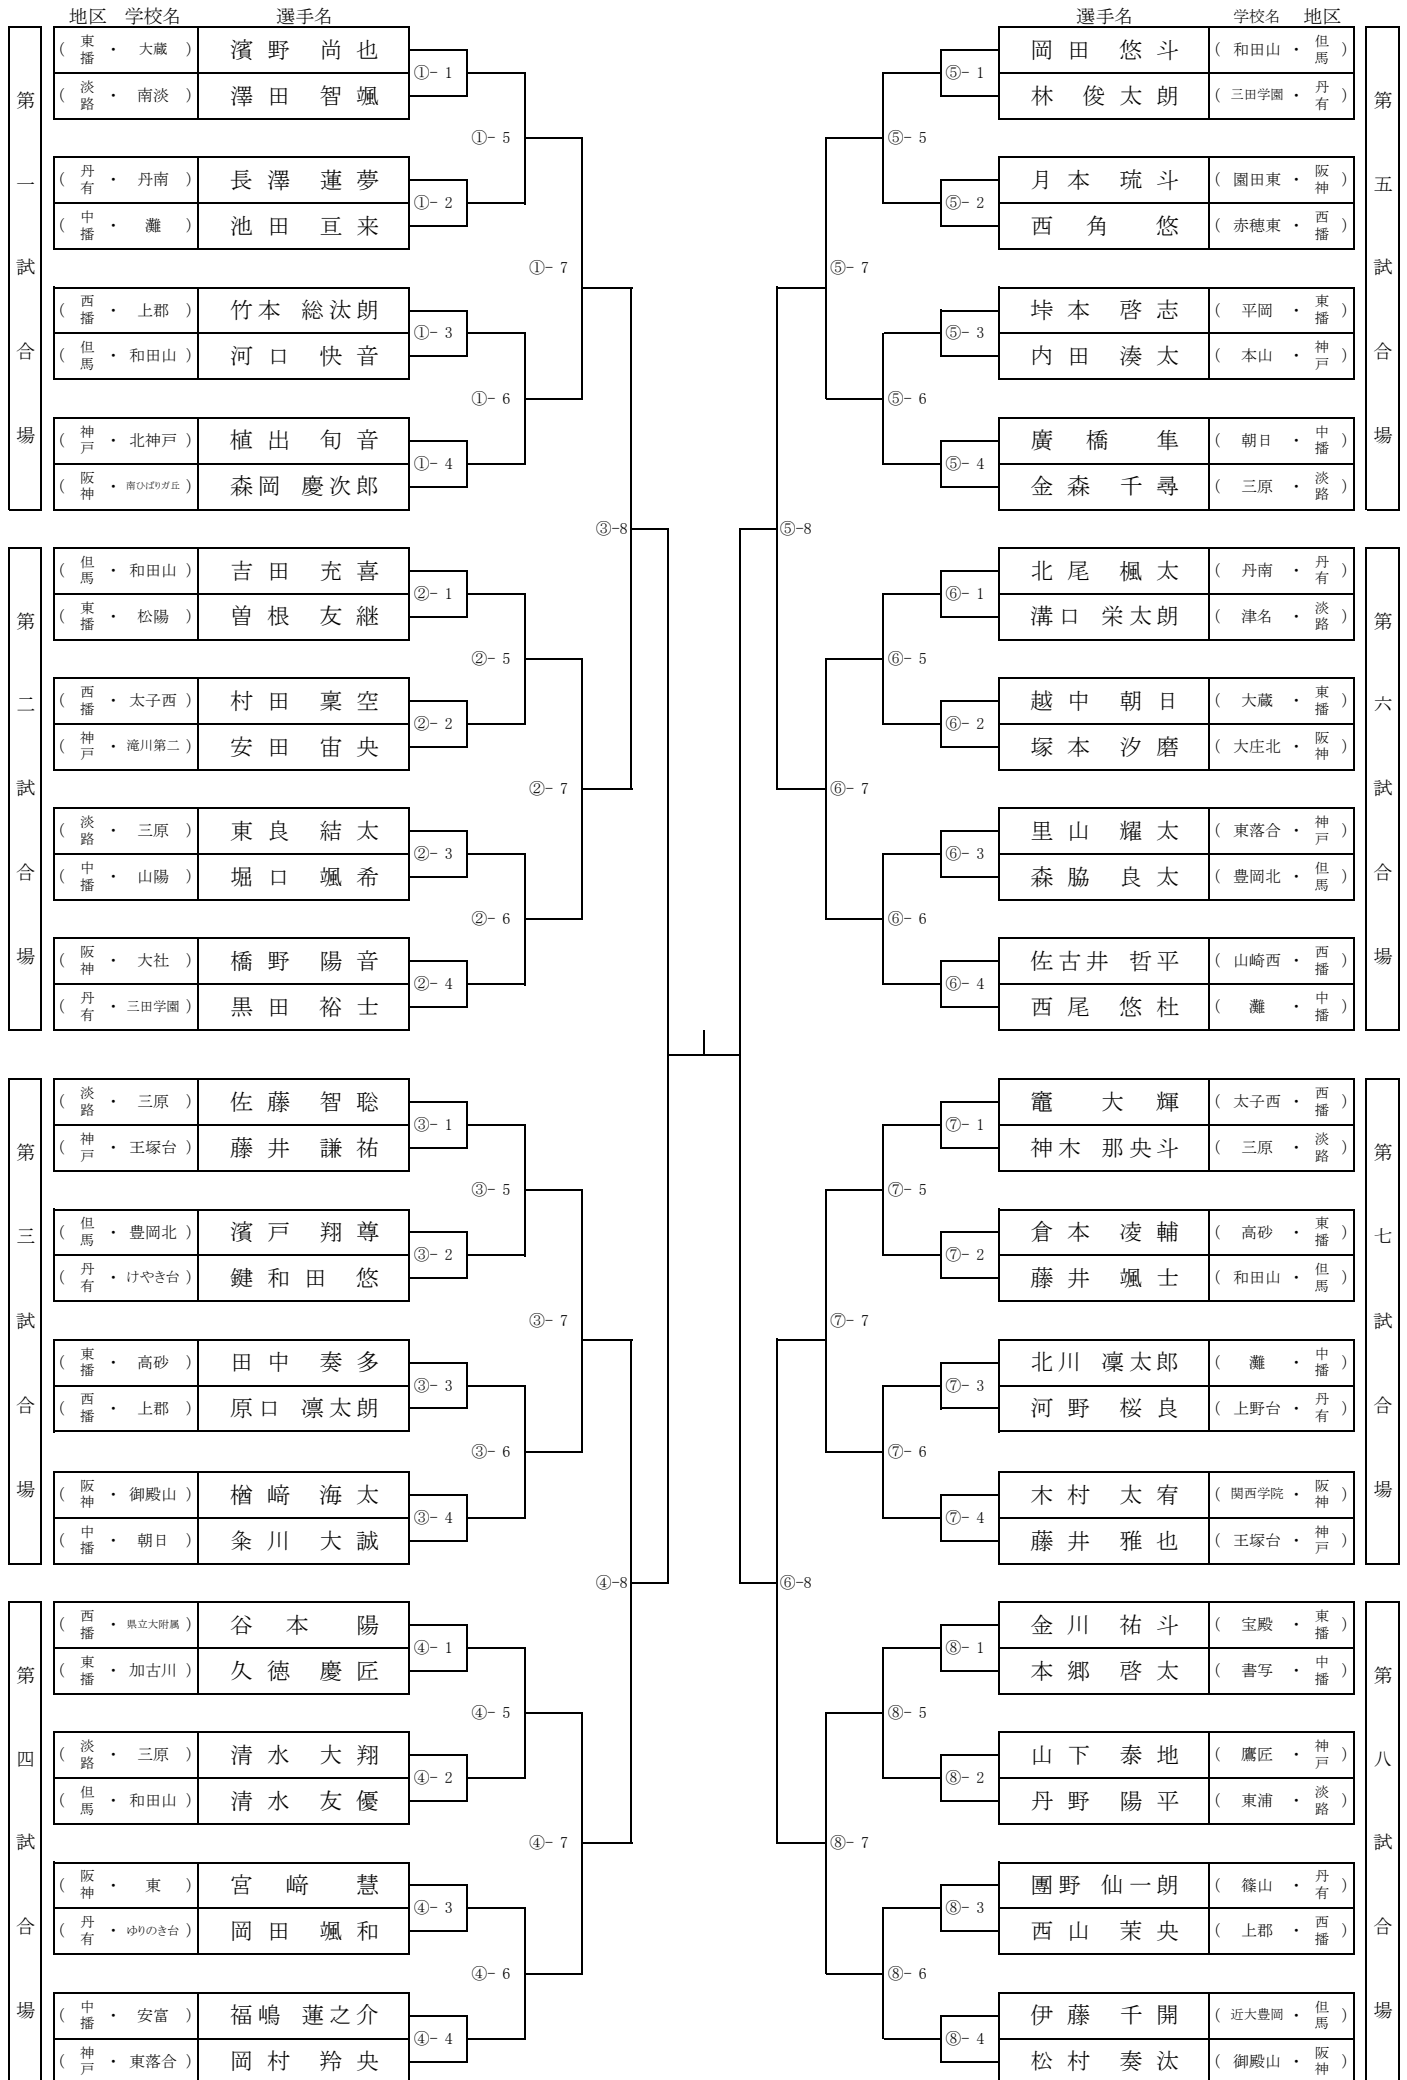 地区 学校名 選手名
第一試合場
( 東播 ・ 大蔵 ) 濱野 尚也
①- 1
( 淡路 ・ 南淡 ) 澤田 智颯
①- 5
( 丹有 ・ 丹南 ) 長澤 蓮夢
①- 2
( 中播 ・ 灘 ) 池田 亘来
①- 7
( 西播 ・ 上郡 ) 竹本 総汰朗
①- 3
( 但馬 ・ 和田山 ) 河口 快音
①- 6
( 神戸 ・ 北神戸 ) 植出 旬音
①- 4
( 阪神 ・ 南ひばりガ丘 ) 森岡 慶次郎
③-8
第二試合場
( 但馬 ・ 和田山 ) 吉田 充喜
②- 1
( 東播 ・ 松陽 ) 曽根 友継
②- 5
( 西播 ・ 太子西 ) 村田 稟空
②- 2
( 神戸 ・ 滝川第二 ) 安田 宙央
②- 7
( 淡路 ・ 三原 ) 東良 結太
②- 3
( 中播 ・ 山陽 ) 堀口 颯希
②- 6
( 阪神 ・ 大社 ) 橋野 陽音
②- 4
( 丹有 ・ 三田学園 ) 黒田 裕士
第三試合場
( 淡路 ・ 三原 ) 佐藤 智聡
③- 1
( 神戸 ・ 王塚台 ) 藤井 謙祐
③- 5
( 但馬 ・ 豊岡北 ) 濱戸 翔尊
③- 2
( 丹有 ・ けやき台 ) 鍵和田 悠
③- 7
( 東播 ・ 高砂 ) 田中 奏多
③- 3
( 西播 ・ 上郡 ) 原口 凛太朗
③- 6
( 阪神 ・ 御殿山 ) 楢﨑 海太
③- 4
( 中播 ・ 朝日 ) 粂川 大誠
④-8
第四試合場
( 西播 ・ 県立大附属 ) 谷本 陽
④- 1
( 東播 ・ 加古川 ) 久徳 慶匠
④- 5
( 淡路 ・ 三原 ) 清水 大翔
④- 2
( 但馬 ・ 和田山 ) 清水 友優
④- 7
( 阪神 ・ 東 ) 宮﨑 慧
④- 3
( 丹有 ・ ゆりのき台 ) 岡田 颯和
④- 6
( 中播 ・ 安富 ) 福嶋 蓮之介
④- 4
( 神戸 ・ 東落合 ) 岡村 羚央
選手名 学校名 地区
第五試合場
岡田 悠斗 ( 和田山 ・ 但馬 )
⑤- 1
林 俊太朗 ( 三田学園 ・ 丹有 )
⑤- 5
月本 琉斗 ( 園田東 ・ 阪神 )
⑤- 2
西角 悠 ( 赤穂東 ・ 西播 )
⑤- 7
垰本 啓志 ( 平岡 ・ 東播 )
⑤- 3
内田 湊太 ( 本山 ・ 神戸 )
⑤- 6
廣橋 隼 ( 朝日 ・ 中播 )
⑤- 4
金森 千尋 ( 三原 ・ 淡路 )
⑤-8
第六試合場
北尾 楓太 ( 丹南 ・ 丹有 )
⑥- 1
溝口 栄太朗 ( 津名 ・ 淡路 )
⑥- 5
越中 朝日 ( 大蔵 ・ 東播 )
⑥- 2
塚本 汐磨 ( 大庄北 ・ 阪神 )
⑥- 7
里山 耀太 ( 東落合 ・ 神戸 )
⑥- 3
森脇 良太 ( 豊岡北 ・ 但馬 )
⑥- 6
佐古井 哲平 ( 山崎西 ・ 西播 )
⑥- 4
西尾 悠杜 ( 灘 ・ 中播 )
第七試合場
竈 大輝 ( 太子西 ・ 西播 )
⑦- 1
神木 那央斗 ( 三原 ・ 淡路 )
⑦- 5
倉本 凌輔 ( 高砂 ・ 東播 )
⑦- 2
藤井 颯士 ( 和田山 ・ 但馬 )
⑦- 7
北川 凜太郎 ( 灘 ・ 中播 )
⑦- 3
河野 桜良 ( 上野台 ・ 丹有 )
⑦- 6
木村 太宥 ( 関西学院 ・ 阪神 )
⑦- 4
藤井 雅也 ( 王塚台 ・ 神戸 )
⑥-8
第八試合場
金川 祐斗 ( 宝殿 ・ 東播 )
⑧- 1
本郷 啓太 ( 書写 ・ 中播 )
⑧- 5
山下 泰地 ( 鷹匠 ・ 神戸 )
⑧- 2
丹野 陽平 ( 東浦 ・ 淡路 )
⑧- 7
團野 仙一朗 ( 篠山 ・ 丹有 )
⑧- 3
西山 茉央 ( 上郡 ・ 西播 )
⑧- 6
伊藤 千開 ( 近大豊岡 ・ 但馬 )
⑧- 4
松村 奏汰 ( 御殿山 ・ 阪神 )